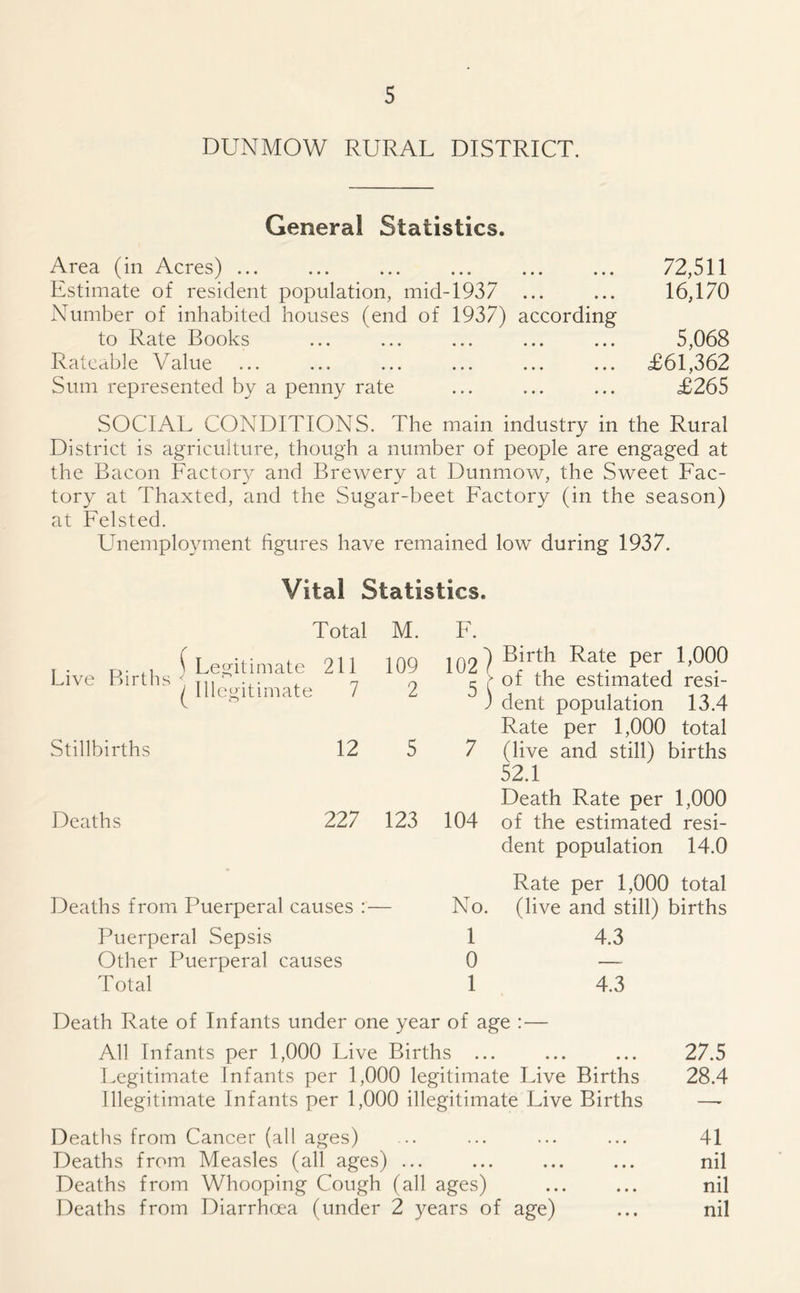 5
DUNMOW RURAL DISTRICT.
General Statistics.
Area (in Acres) ... ... ... ... ... ... 72,511
Estimate of resident population, mid-1937 ... ... 16,170
Number of inhabited houses (end of 1937) according
to Rate Books ... ... ... ... ... 5,068
Rateable Value ... ... ... ... ... ... £61,362
Sum represented by a penny rate ... ... ... £265
SOCIAL CONDITIONS. The main industry in the Rural
District is agriculture, though a number of people are engaged at
the Bacon Factory and Brewery at Dunmow, the Sweet Fac-
tory at Thaxted, and the Sugar-beet Factory (in the season)
at Felsted.
Unemployment figures have remained low during 1937.
Vital Statistics.
Total M. F.
Live Births { Legitimate 211 109 102 } Birth Rate per 1,000
{ Illegitimate 7 2 5 } of the estimated resi-
dent population 13.4
Rate per 1,000 total
Stillbirths 12 5 7 (live and still) births
52.1
Death Rate per 1,000
Deaths 227 123 104 of the estimated resi-
dent population 14.0
Rate per 1,000 total
Deaths from Puerperal causes :— No. (live and still) births
Puerperal Sepsis 1 4.3
Other Puerperal causes 0 —
Total 1 4.3
Death Rate of Infants under one year of age :—
All Infants per 1,000 Live Births ... ... ... 27.5
Legitimate Infants per 1,000 legitimate Live Births 28.4
Illegitimate Infants per 1,000 illegitimate Live Births —
Deaths from Cancer (all ages) ... ... ... ... 41
Deaths from Measles (all ages) ... ... ... ... nil
Deaths from Whooping Cough (all ages) ... ... nil
Deaths from Diarrhœa (under 2 years of age) ... nil